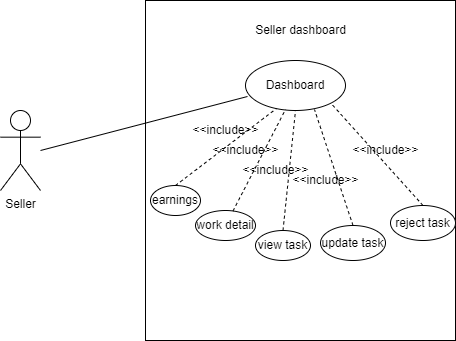 Seller dashboard
Dashboard
<<include>>
<<include>>
<<include>>
<<include>>
<<include>>
Seller
earnings
work detail
view task
update task
reject task